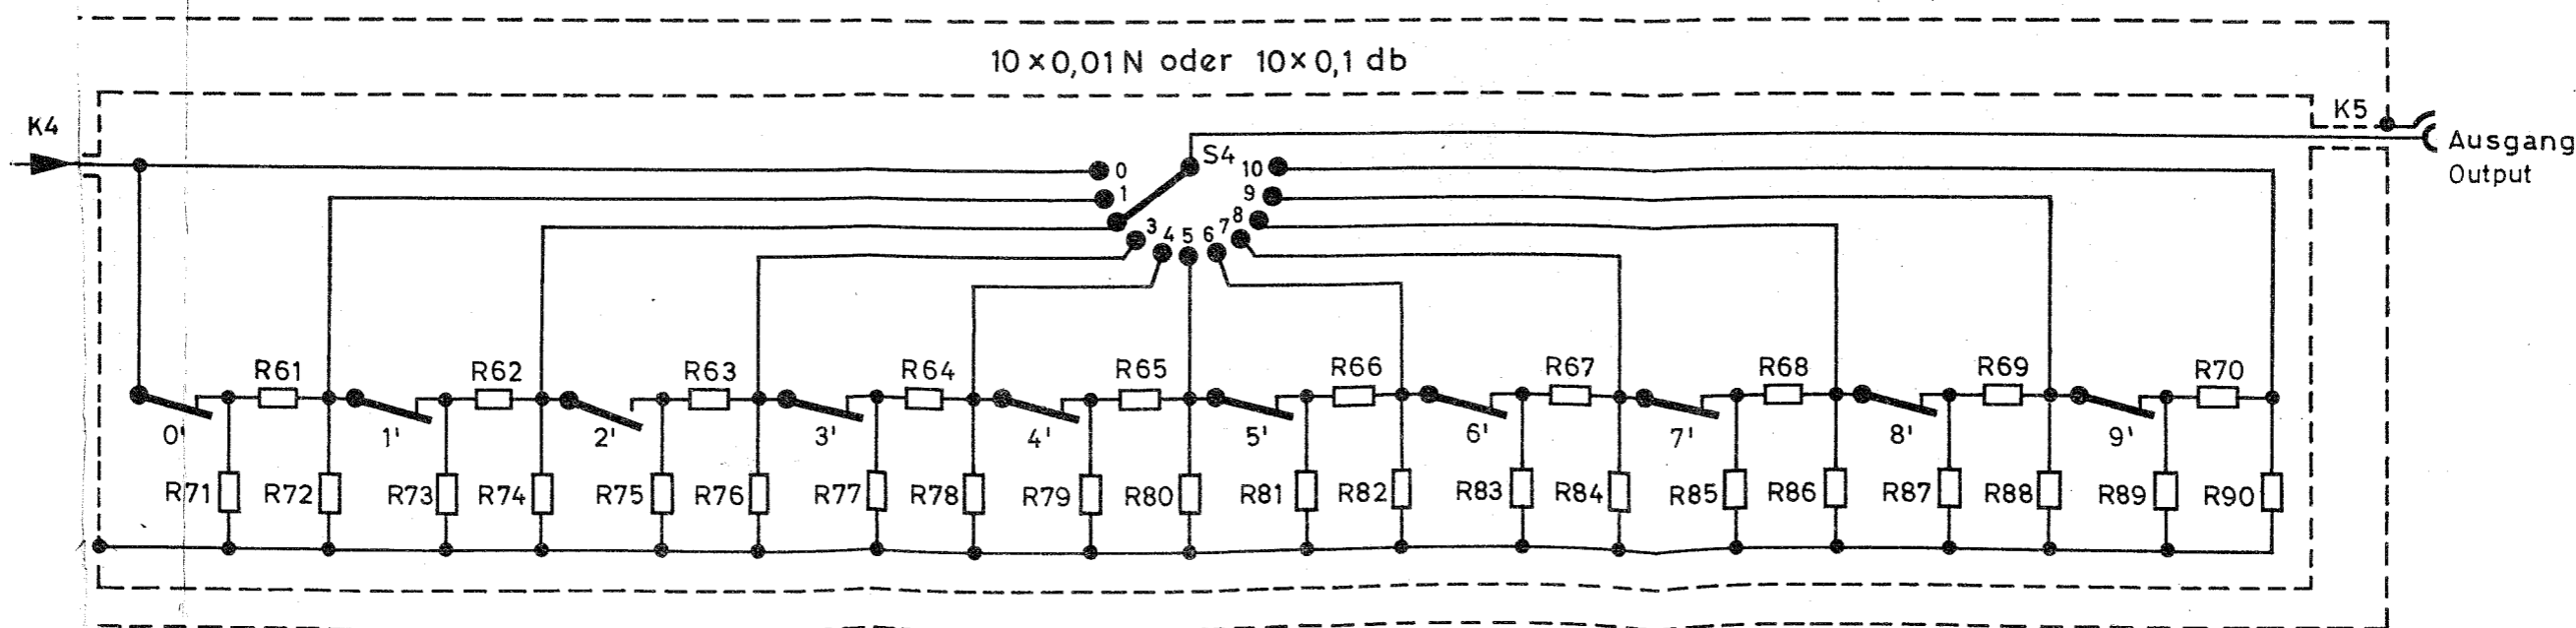 10×0,01 N oder 10×0,1 db
K4
K5
Ausgang
Output
S4
0
1
3
4
5
6
7
8
9
10
R61
R62
R63
R64
R65
R66
R67
R68
R69
R70
0'
1'
2'
3'
4'
5'
6'
7'
8'
9'
R71
R72
R73
R74
R75
R76
R77
R78
R79
R80
R81
R82
R83
R84
R85
R86
R87
R88
R89
R90